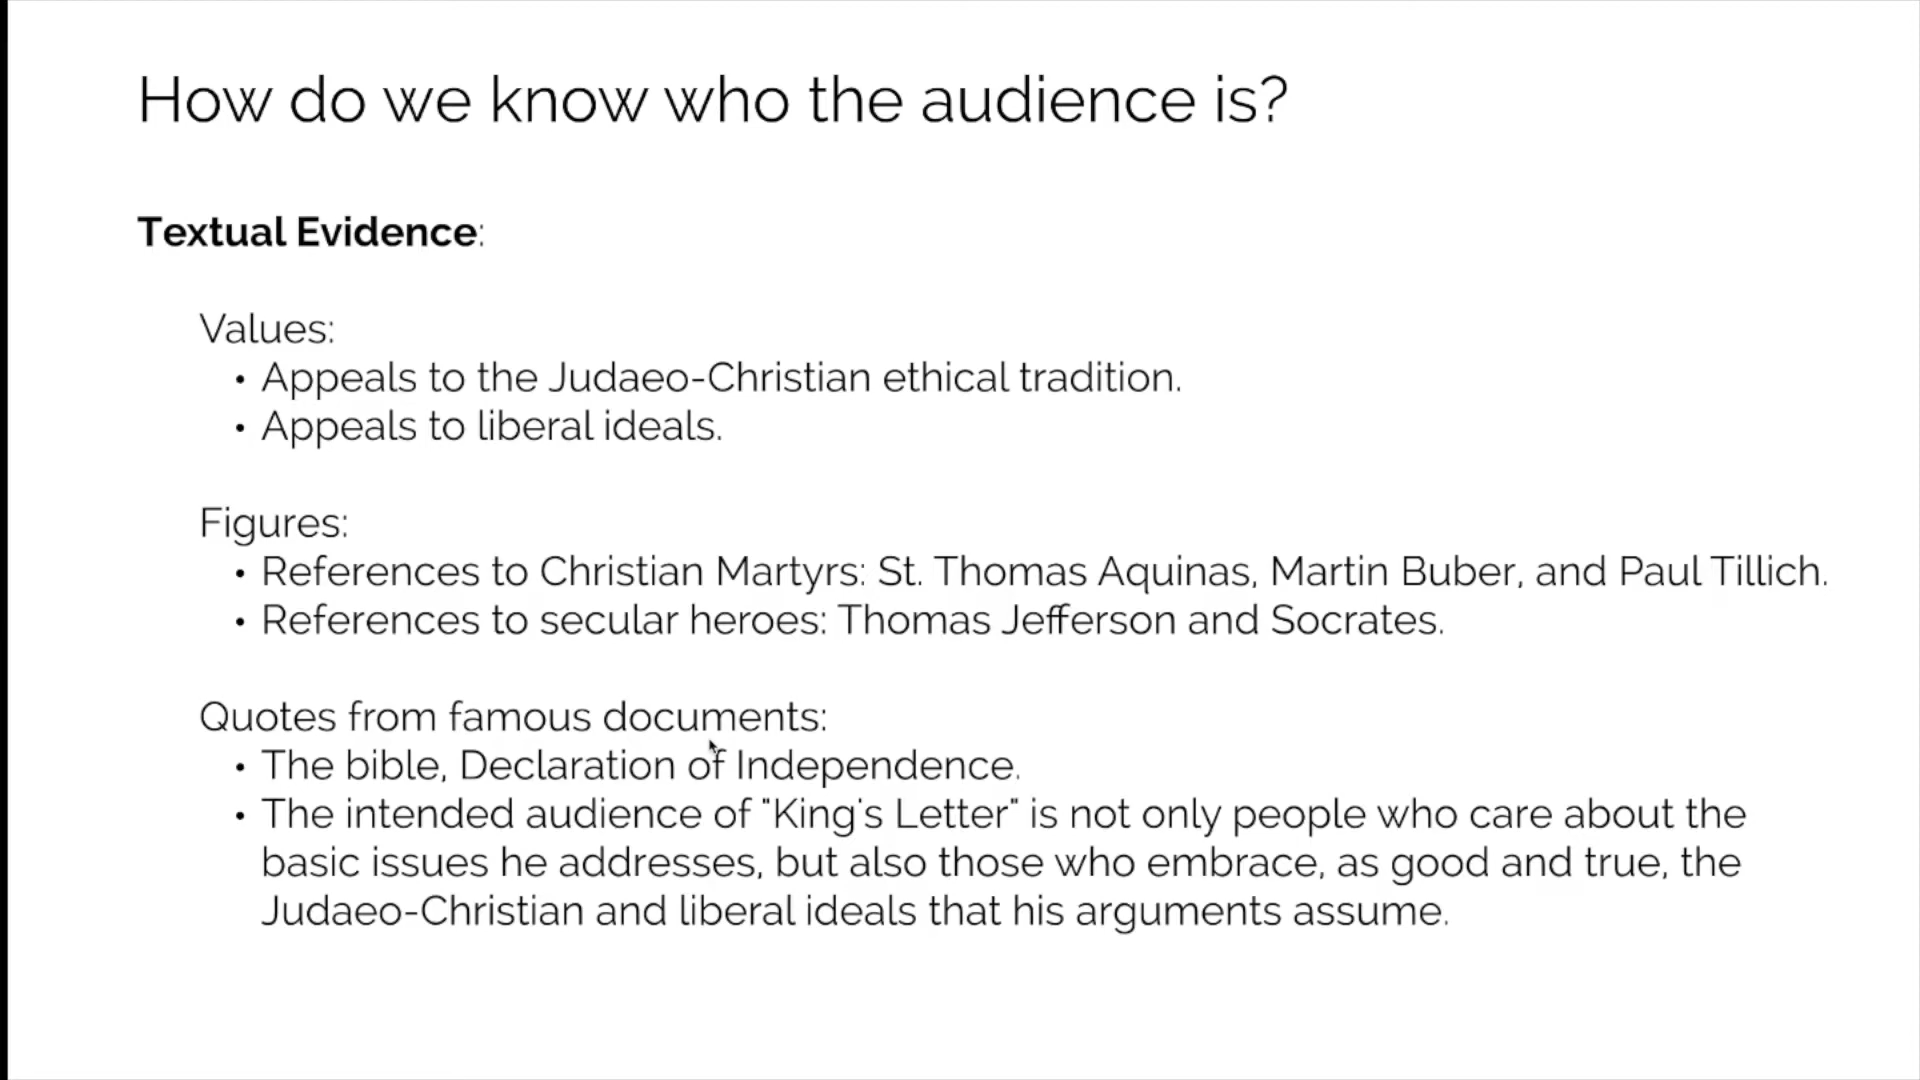 How do we know who the audience is?
Textual Evidence:
Values:
• Appeals to the Judaeo-Christian ethical tradition.
• Appeals to liberal ideals.
Figures:
• References to Christian Martyrs: St. Thomas Aquinas, Martin Buber, and Paul Tillich.
• References to secular heroes: Thomas Jefferson and Socrates.
Quotes from famous documents:
• The bible, Declaration of Independence.
• The intended audience of "King's Letter" is not only people who care about the
basic issues he addresses, but also those who embrace, as good and true, the
Judaeo-Christian and liberal ideals that his arguments assume.